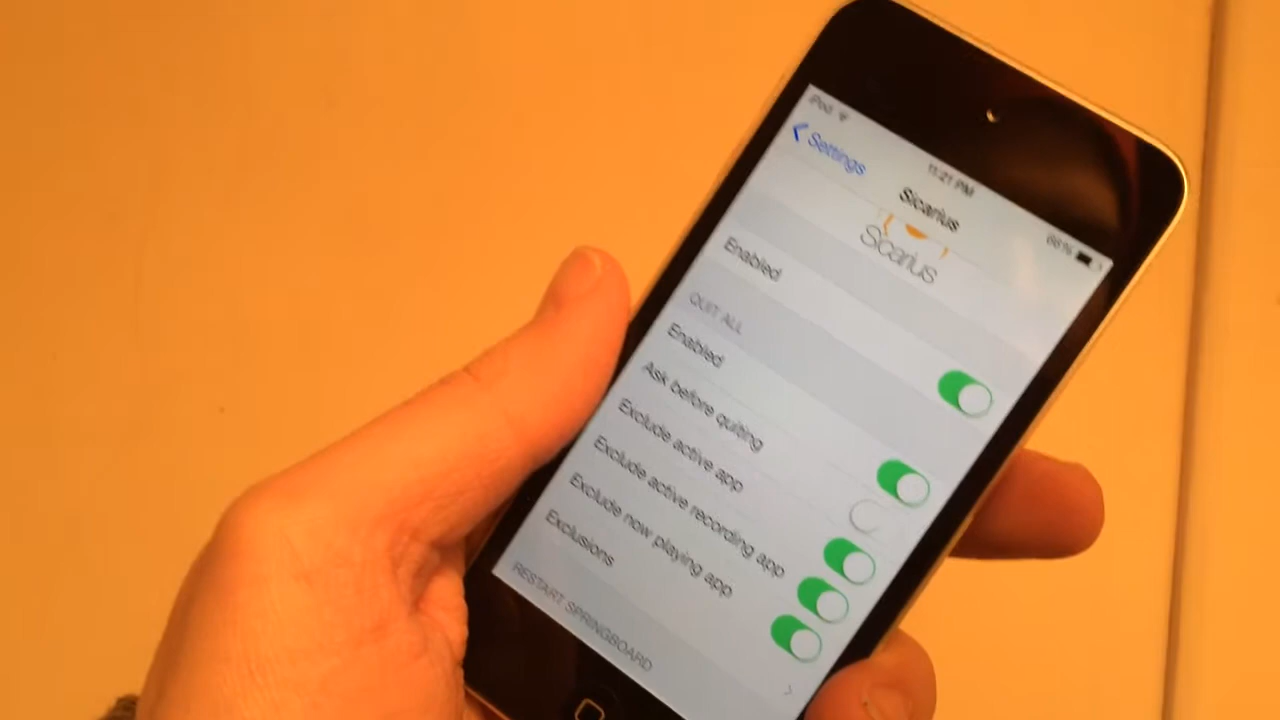 iPod
11:21 PM
66%
Settings
Sicarius
Sicarius
Enabled
QUIT ALL
Enabled
Ask before quiting
Exclude active app
Exclude active recording app
Exclude now playing app
Exclusions
RESTART SPRINGBOARD